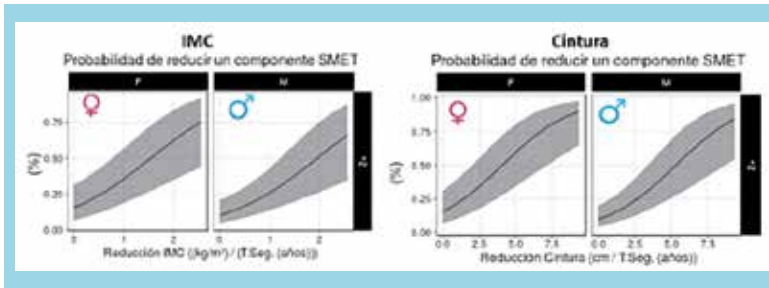 IMC
Probabilidad de reducir un componente SMET
F
M
(%)
0.75
0.50
0.25
0.00
0
1
2
0
1
2
2+
Reducción IMC ((kg/m²) / (T.Seg. (años)))
Cintura
Probabilidad de reducir un componente SMET
F
M
(%)
1.00
0.75
0.50
0.25
0.00
0.0
2.5
5.0
7.5
0.0
2.5
5.0
7.5
2+
Reduccion Cintura (cm / T.Seg. (años))